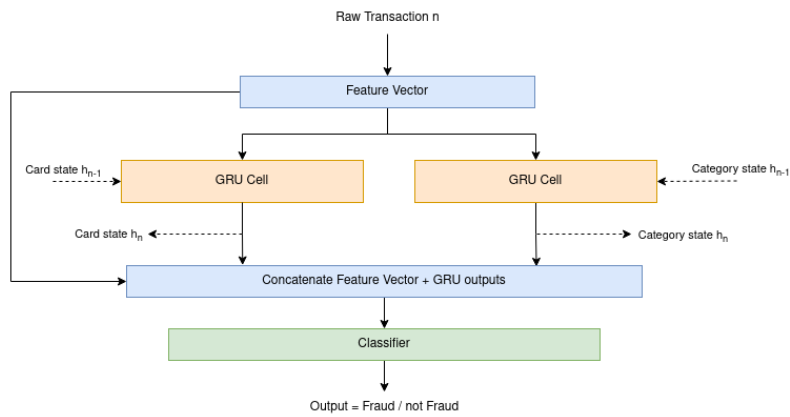 Raw Transaction n
Feature Vector
Card state hn-1
GRU Cell
GRU Cell
Category state hn-1
Card state hn
Category state hn
Concatenate Feature Vector + GRU outputs
Classifier
Output = Fraud / not Fraud